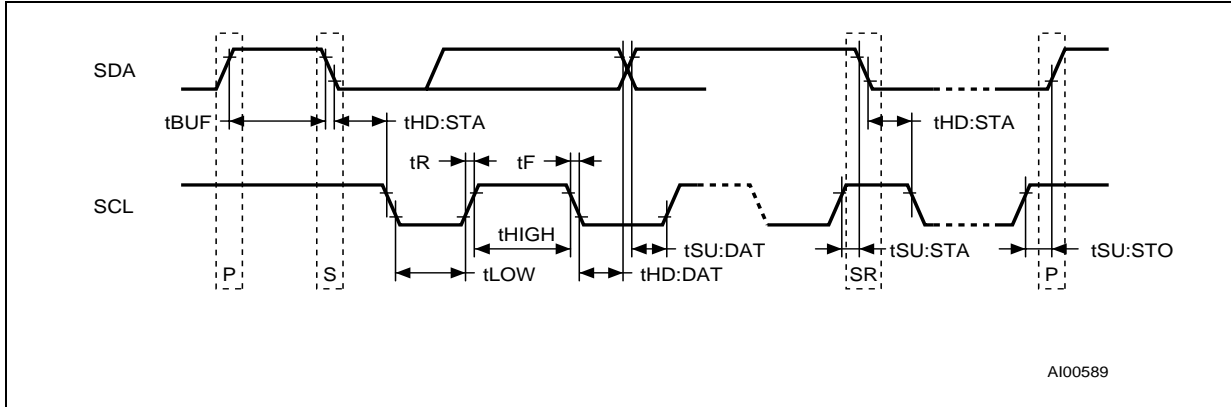 SDA
tBUF
tHD:STA
tHD:STA
tR
tF
SCL
tHIGH
tSU:DAT
tSU:STA
tSU:STO
P
S
tLOW
tHD:DAT
SR
P
AI00589